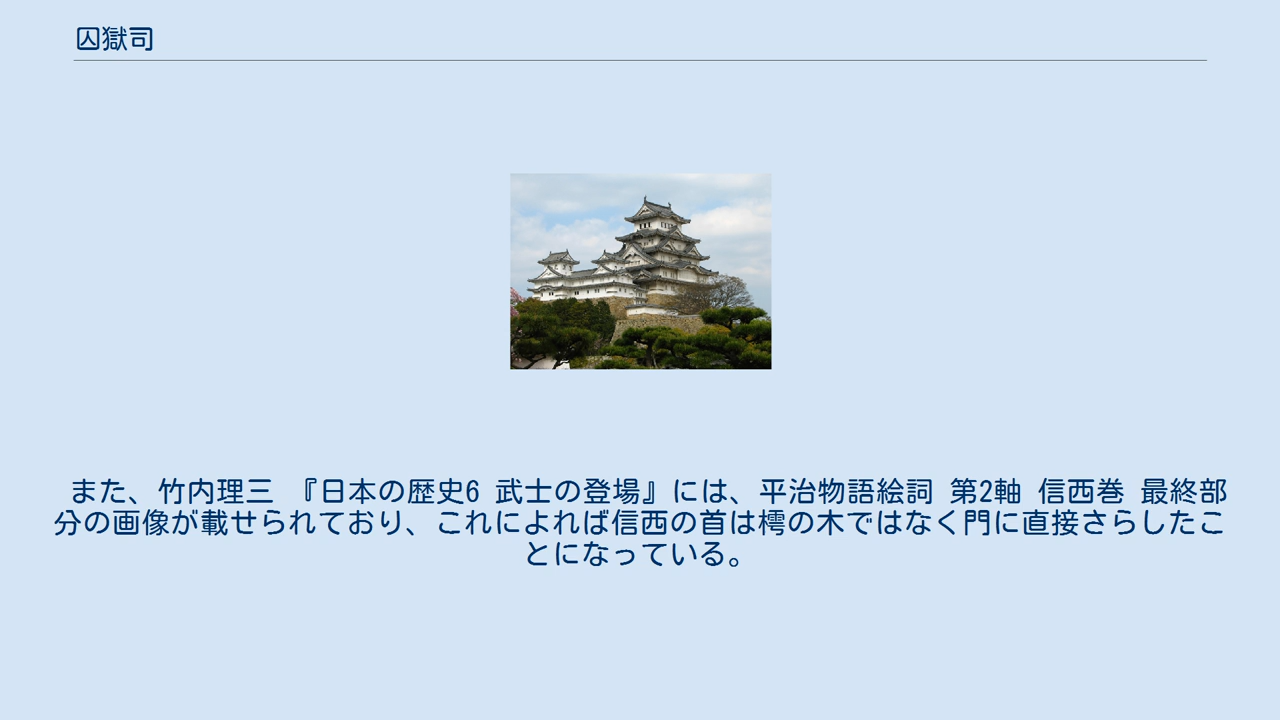 囚獄司
また、竹内理三 『日本の歴史6 武士の登場』には、平治物語絵詞 第2軸 信西巻 最終部
分の画像が載せられており、これによれば信西の首は樗の木ではなく門に直接さらしたこ
とになっている。